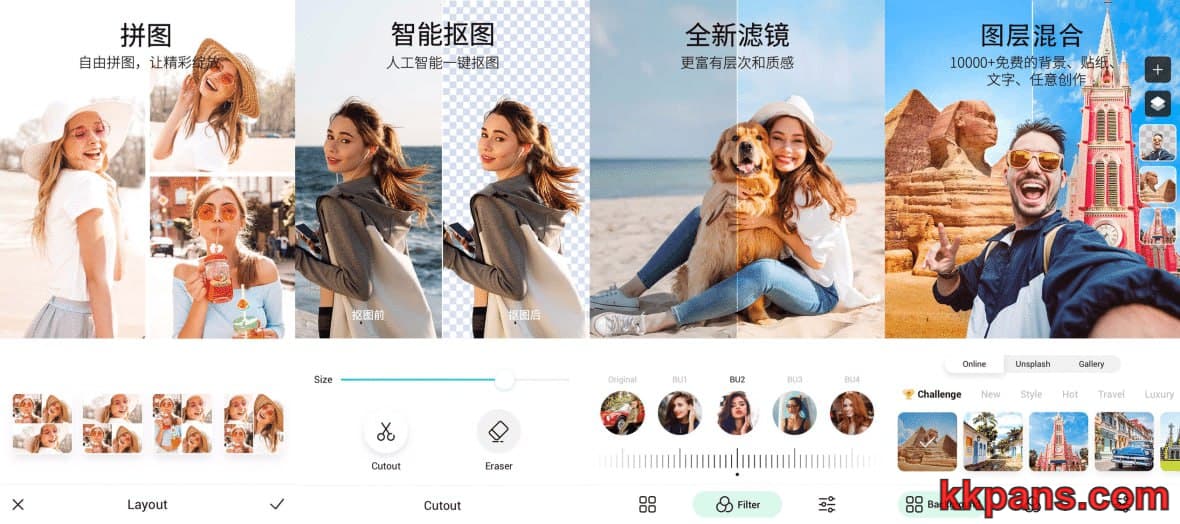 拼图
自由拼图，让精彩绽放
智能抠图
人工智能一键抠图
抠图前
抠图后
全新滤镜
更富有层次和质感
图层混合
10000+免费的背景、贴纸、
文字、任意创作
Layout
Size
Cutout
Eraser
Cutout
Original
BU1
BU2
BU3
BU4
Filter
Online
Unsplash
Gallery
Challenge
New
Style
Hot
Travel
Luxury
kkpans.com